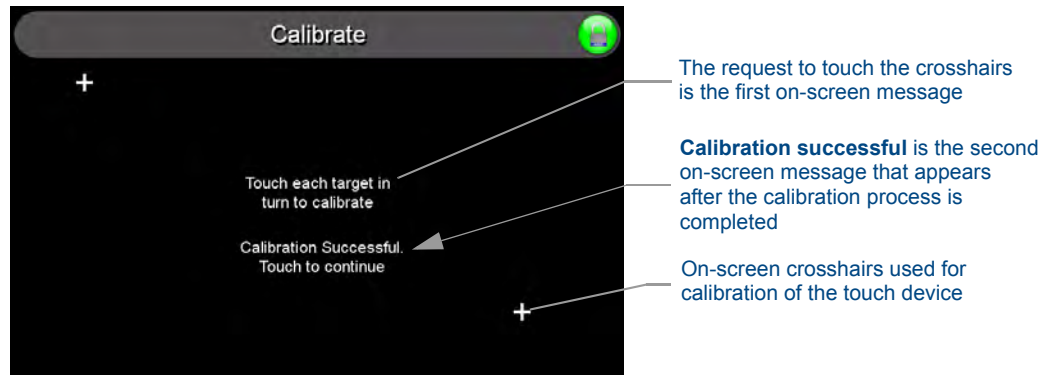 Calibrate
The request to touch the crosshairs
is the first on-screen message
Touch each target in
turn to calibrate
Calibration successful is the second
on-screen message that appears
after the calibration process is
completed
Calibration Successful.
Touch to continue
On-screen crosshairs used for
calibration of the touch device